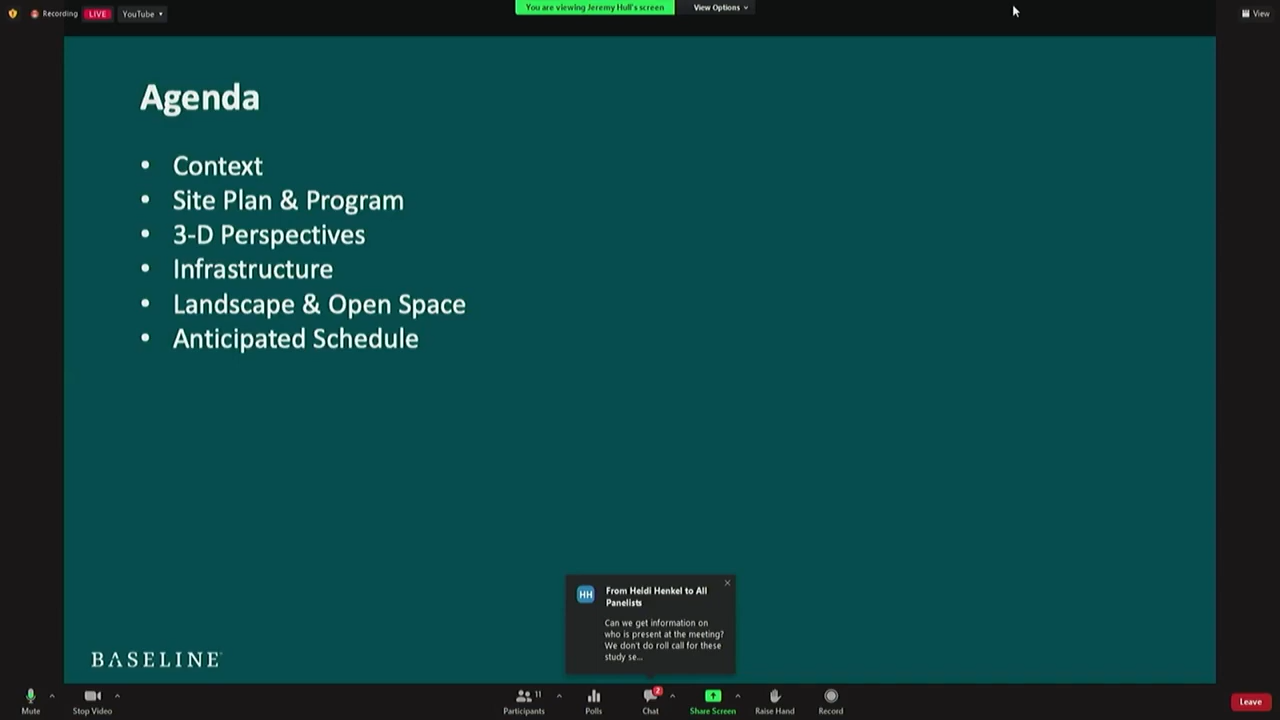 Recording
LIVE
YouTube
You are viewing Jeremy Hull's screen
View Options
View
Agenda
• Context
• Site Plan & Program
• 3-D Perspectives
• Infrastructure
• Landscape & Open Space
• Anticipated Schedule
HH
From Heidi Henkel to All
Panelists
Can we get information on
who is present at the meeting?
We don't do roll call for these
study se...
BASELINE
Mute
Stop Video
11
Participants
Polls
2
Chat
Share Screen
Raise Hand
Record
Leave